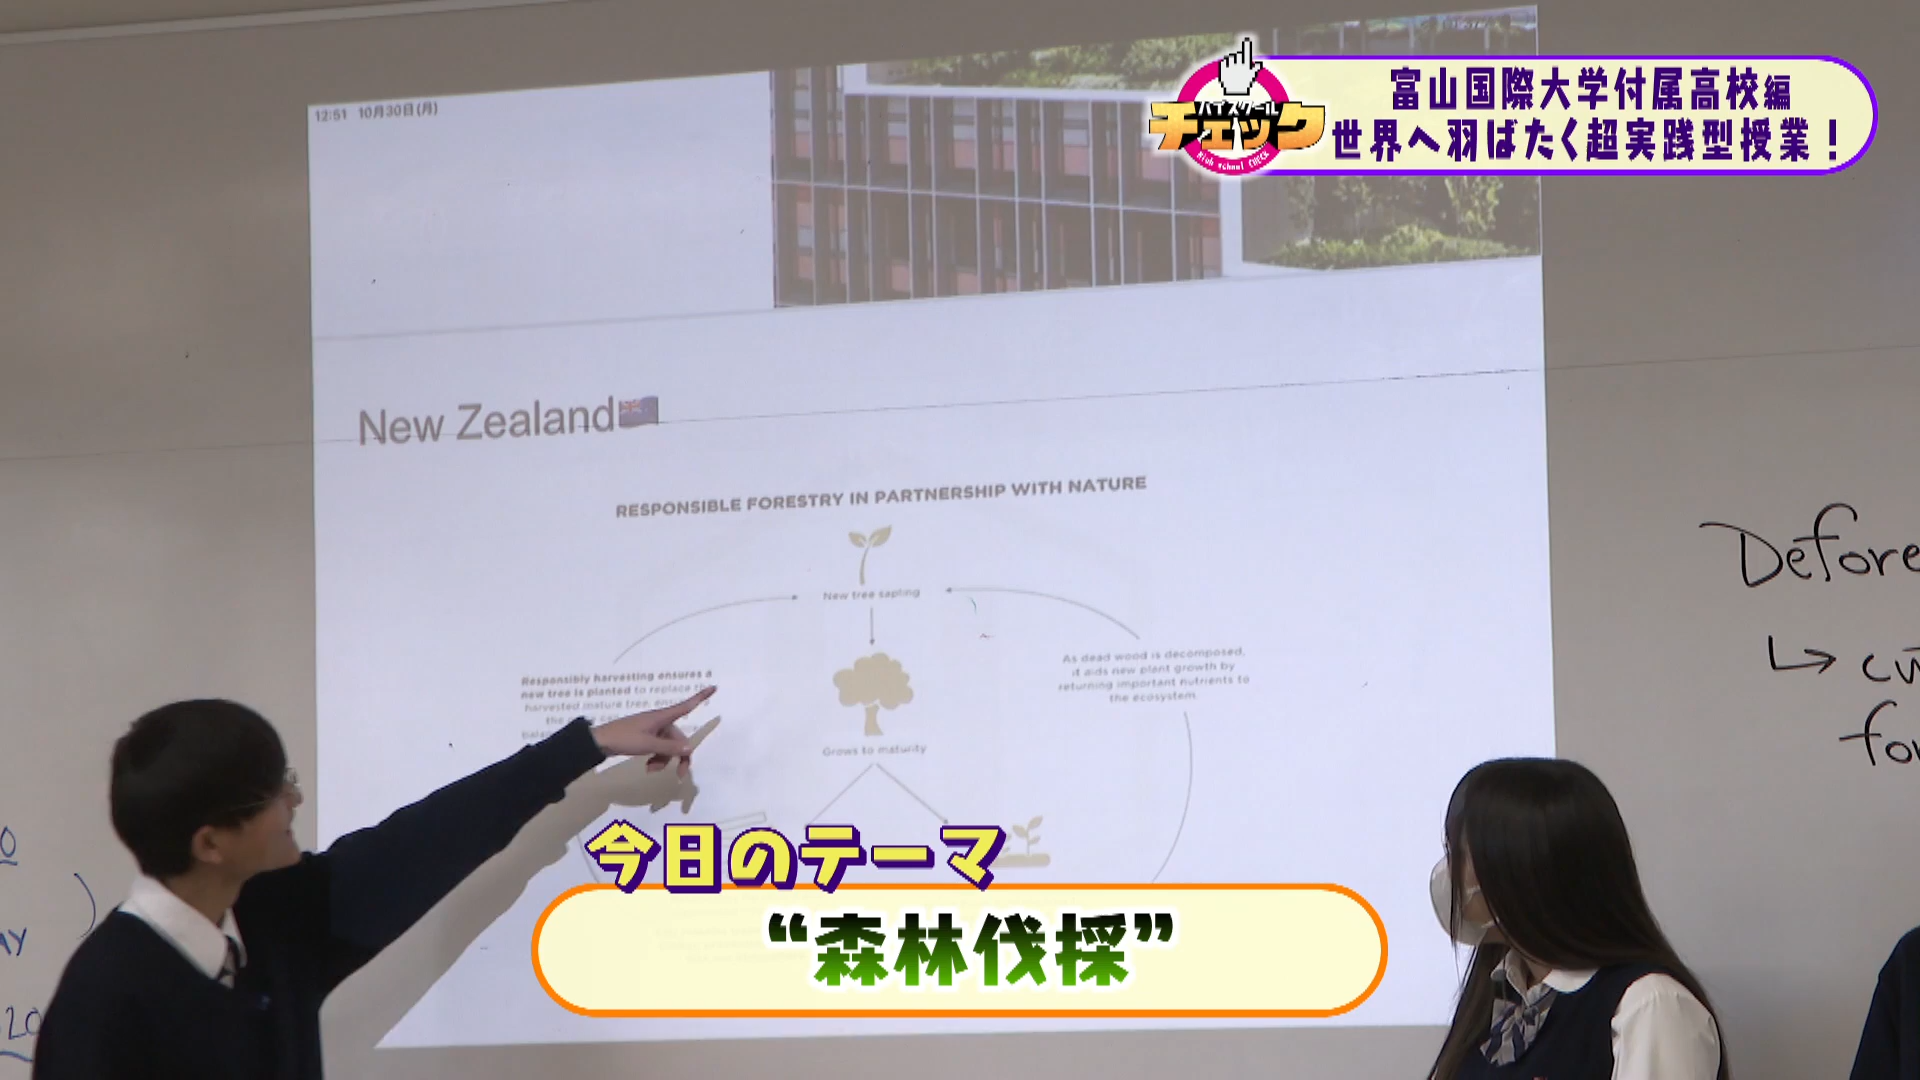 12:51 10月30日(月)
ハイスクール
チェック
High school CHECK
富山国際大学付属高校編
世界へ羽ばたく超実践型授業！
New Zealand
RESPONSIBLE FORESTRY IN PARTNERSHIP WITH NATURE
New tree sapling
Responsibly harvesting ensures a
new tree is planted to replace the
harvested mature tree,
As dead wood is decomposed,
it aids new plant growth by
returning important nutrients to
the ecosystem.
Grows to maturity
Defore
↳ cu
fo
今日のテーマ
“森林伐採”